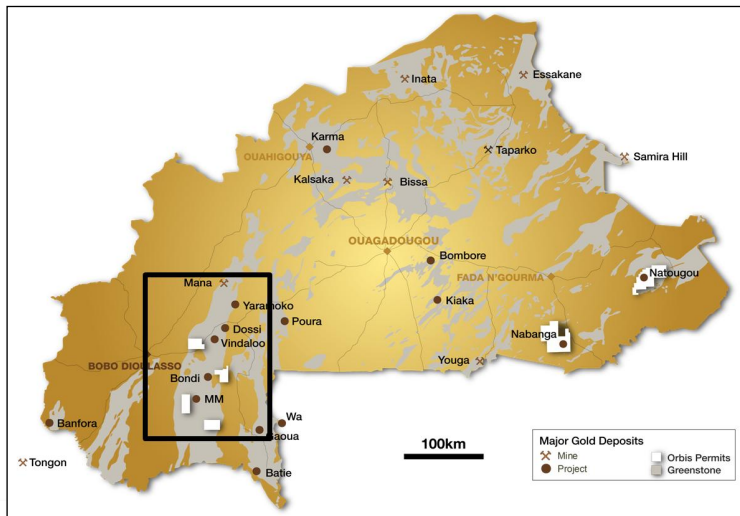 Inata
Essakane
Karma
OUAHIGOUYA
Taparko
Samira Hill
Kalsaka
Bissa
OUAGADOUGOU
Bombore
FADA N'GOURMA
Natougou
Mana
Yaramoko
Kiaka
Poura
Dossi
Vindaloo
Nabanga
BOBO DIOULASSO
Youga
Bondi
MM
Banfora
Wa
Tongon
Batie
100km
Major Gold Deposits
Mine
Project
Orbis Permits
Greenstone